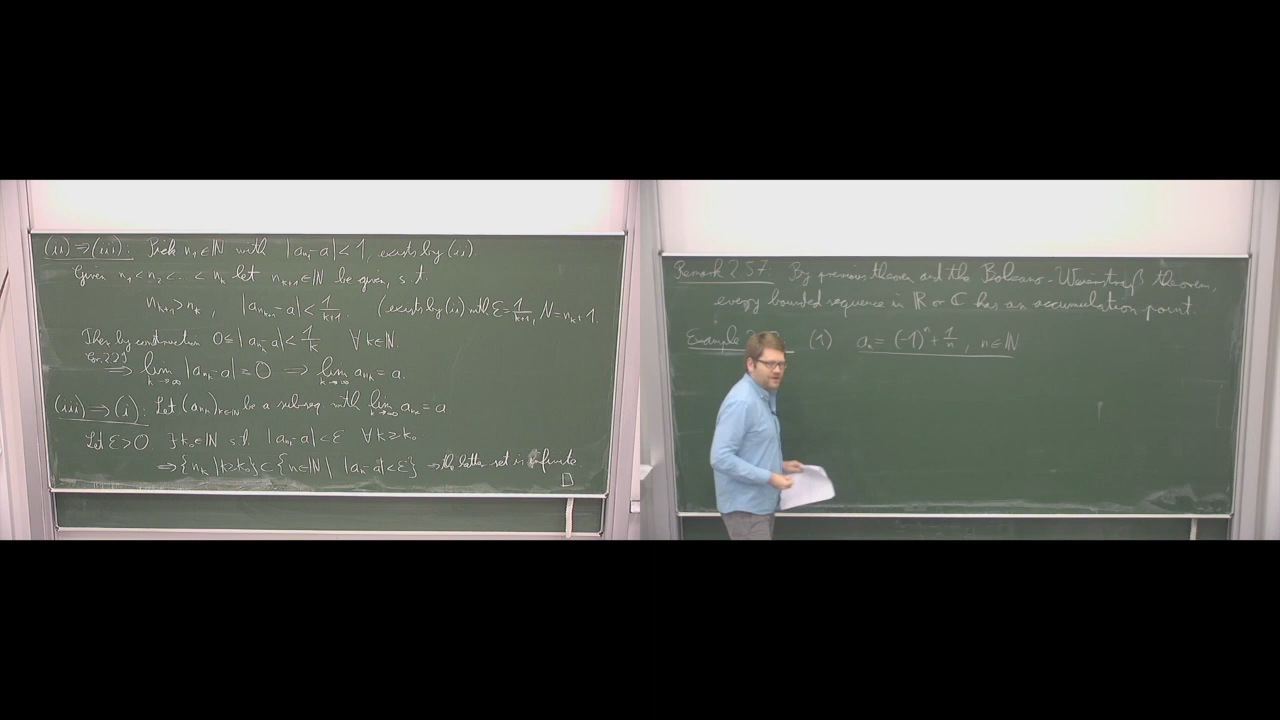 (ii) ⇒ (iii): Pick n₁∈ℕ with |a_{n₁}-a| < 1, exists by (ii).
Given n₁ < n₂ < ... < n_k let n_{k+1}∈ℕ be given, s.t.
n_{k+1} > n_k, |a_{n_{k+1}}-a| < 1/(k+1). (exists by (ii) with ε = 1/(k+1), N = n_k+1.
Then by construction 0 ≤ |a_{n_k}-a| < 1/k ∀k∈ℕ.
Cor. 2.29 ⇒ lim_{k→∞} |a_{n_k}-a| = 0 ⇒ lim_{k→∞} a_{n_k} = a.
(iii) ⇒ (i): Let (a_{n_k})_{k∈ℕ} be a subseq. with lim_{k→∞} a_{n_k} = a
Let ε>0 ∃k₀∈ℕ s.t. |a_{n_k}-a| < ε ∀k≥k₀
⇒ {n_k | k≥k₀} ⊂ {n∈ℕ | |a_n-a| < ε} ⇒ the latter set is infinite.
□
Remark 2.57: By previous theorem and the Bolzano-Weierstraß theorem,
every bounded sequence in ℝ or ℂ has an accumulation point.
Example (1) a_n = (-1)^n + 1/n, n∈ℕ